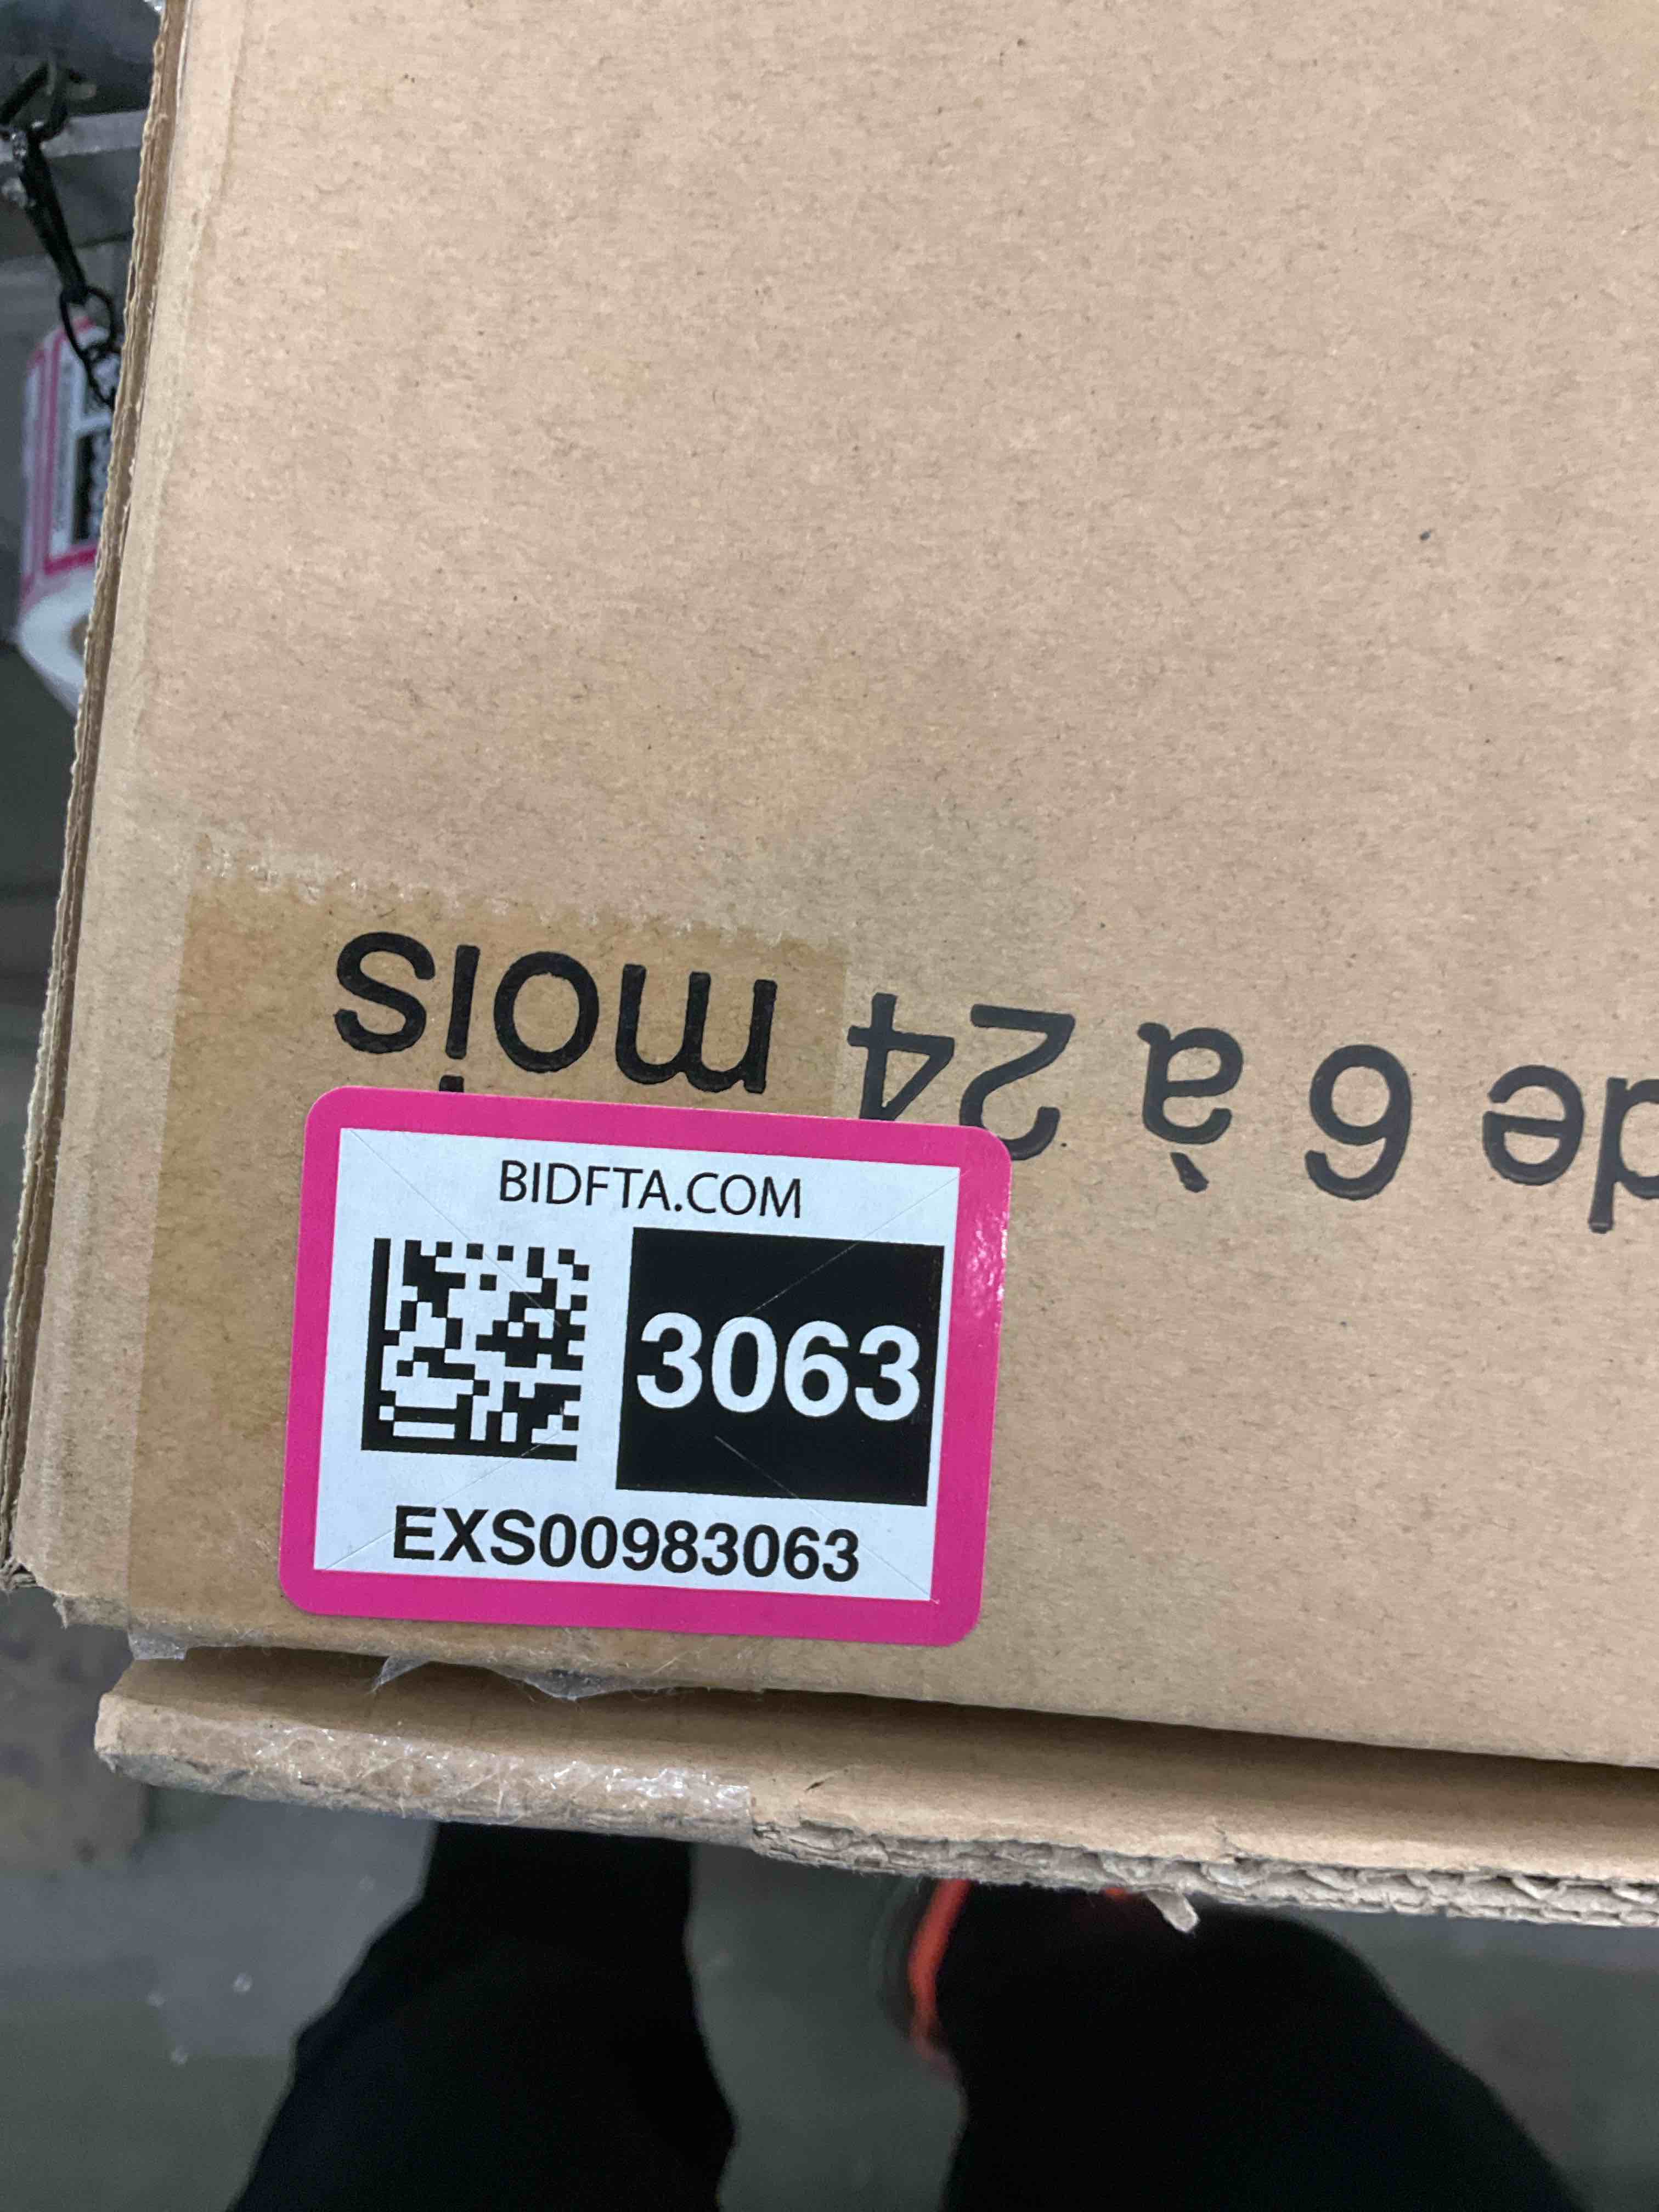 de 6 à 24 mois
BIDFTA.COM
3063
EXS00983063